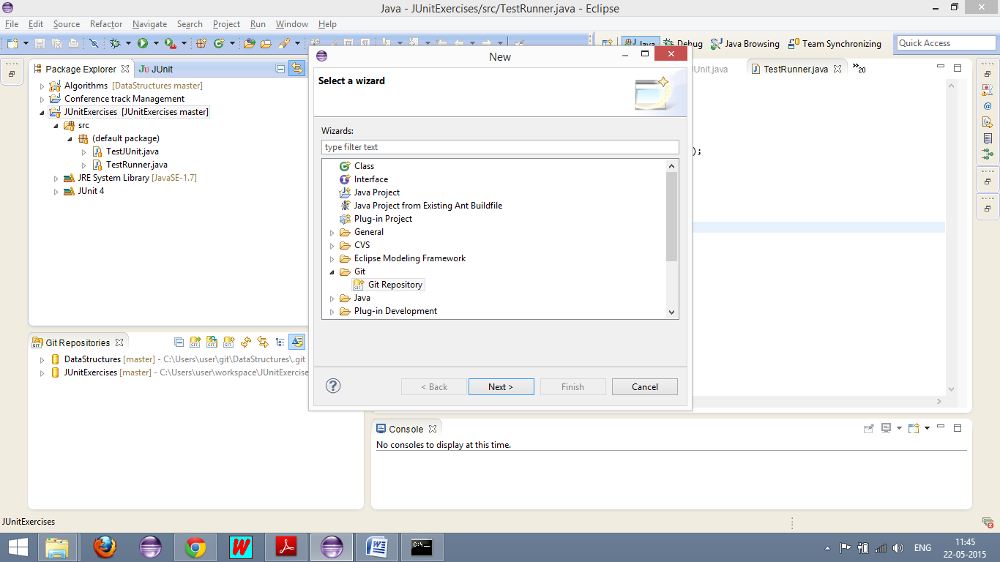 Java - JUnitExercises/src/TestRunner.java - Eclipse
File Edit Source Refactor Navigate Search Project Run Window Help
Java Debug Java Browsing Team Synchronizing Quick Access
Package Explorer JUnit
Algorithms [DataStructures master]
Conference track Management
JUnitExercises [JUnitExercises master]
src
(default package)
TestJUnit.java
TestRunner.java
JRE System Library [JavaSE-1.7]
JUnit 4
Git Repositories
DataStructures [master] - C:\Users\user\git\DataStructures\.git
JUnitExercises [master] - C:\Users\user\workspace\JUnitExercise
New
Select a wizard
Wizards:
type filter text
Class
Interface
Java Project
Java Project from Existing Ant Buildfile
Plug-in Project
General
CVS
Eclipse Modeling Framework
Git
Git Repository
Java
Plug-in Development
< Back Next > Finish Cancel
Unit.java TestRunner.java »20
);
Console
No consoles to display at this time.
JUnitExercises
ENG
11:45
22-05-2015